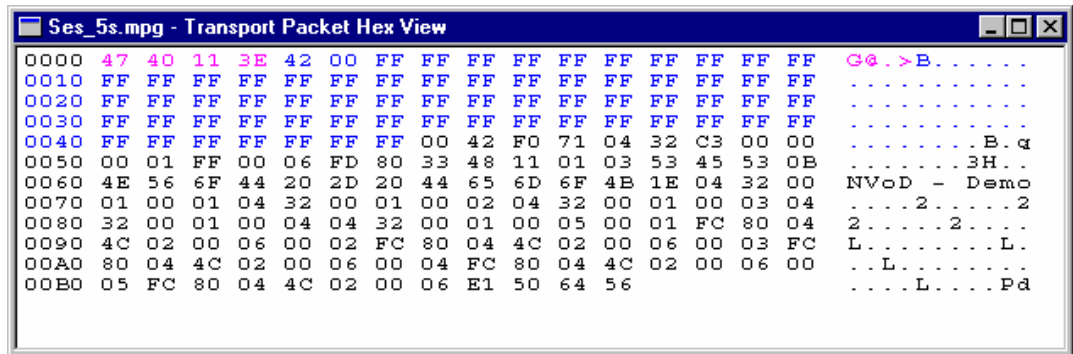 Ses_5s.mpg - Transport Packet Hex View
0000 47 40 11 3E 42 00 FF FF FF FF FF FF FF FF FF FF G@.>B......
0010 FF FF FF FF FF FF FF FF FF FF FF FF FF FF FF FF ............
0020 FF FF FF FF FF FF FF FF FF FF FF FF FF FF FF FF ............
0030 FF FF FF FF FF FF FF FF FF FF FF FF FF FF FF FF ............
0040 FF FF FF FF FF FF FF 00 42 F0 71 04 32 C3 00 00 .........B.q
0050 00 01 FF 00 06 FD 80 33 48 11 01 03 53 45 53 0B .......3H..
0060 4E 56 6F 44 20 2D 20 44 65 6D 6F 4B 1E 04 32 00 NVoD - Demo
0070 01 00 01 04 32 00 01 00 02 04 32 00 01 00 03 04 ....2.....2
0080 32 00 01 00 04 04 32 00 01 00 05 00 01 FC 80 04 2.....2....
0090 4C 02 00 06 00 02 FC 80 04 4C 02 00 06 00 03 FC L........L.
00A0 80 04 4C 02 00 06 00 04 FC 80 04 4C 02 00 06 00 ..L........
00B0 05 FC 80 04 4C 02 00 06 E1 50 64 56 ....L....Pd